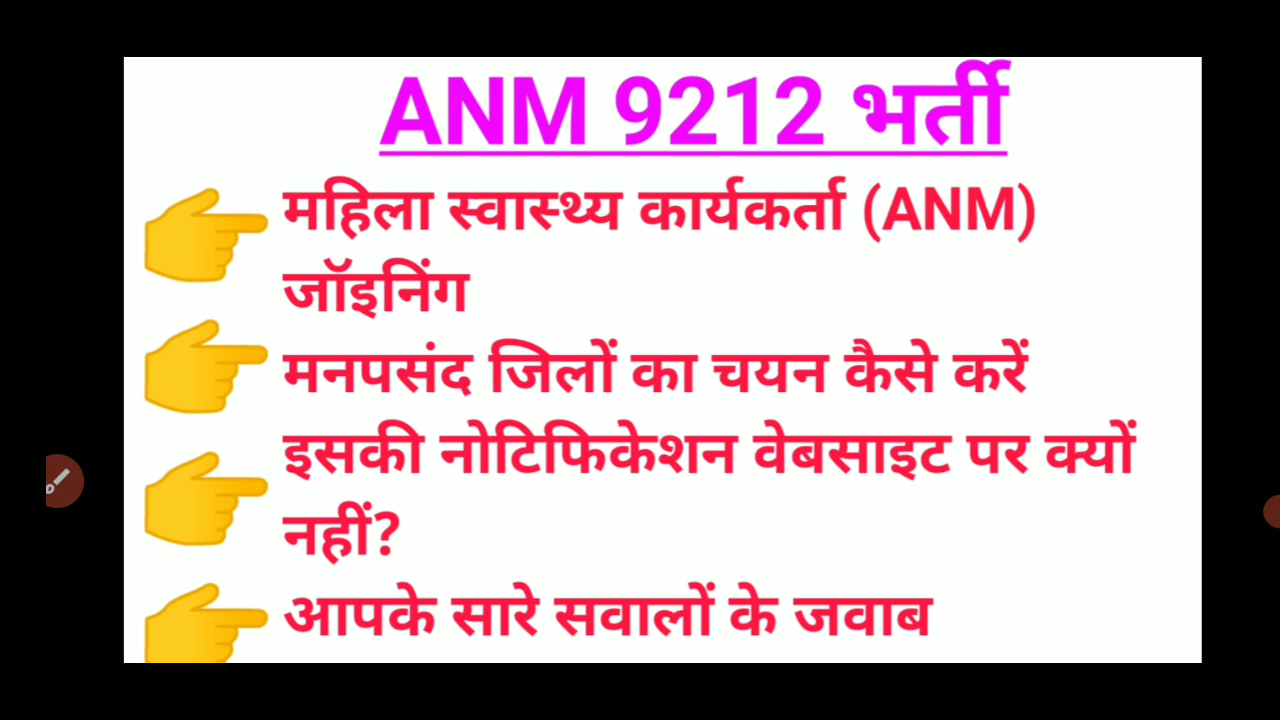 ANM 9212 भर्ती
महिला स्वास्थ्य कार्यकर्ता (ANM)
जॉइनिंग
मनपसंद जिलों का चयन कैसे करें
इसकी नोटिफिकेशन वेबसाइट पर क्यों
नहीं?
आपके सारे सवालों के जवाब